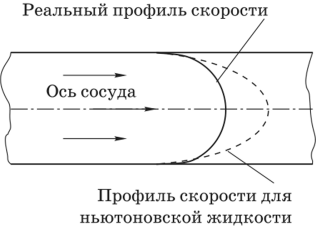 Реальный профиль скорости
Ось сосуда
Профиль скорости для
ньютоновской жидкости